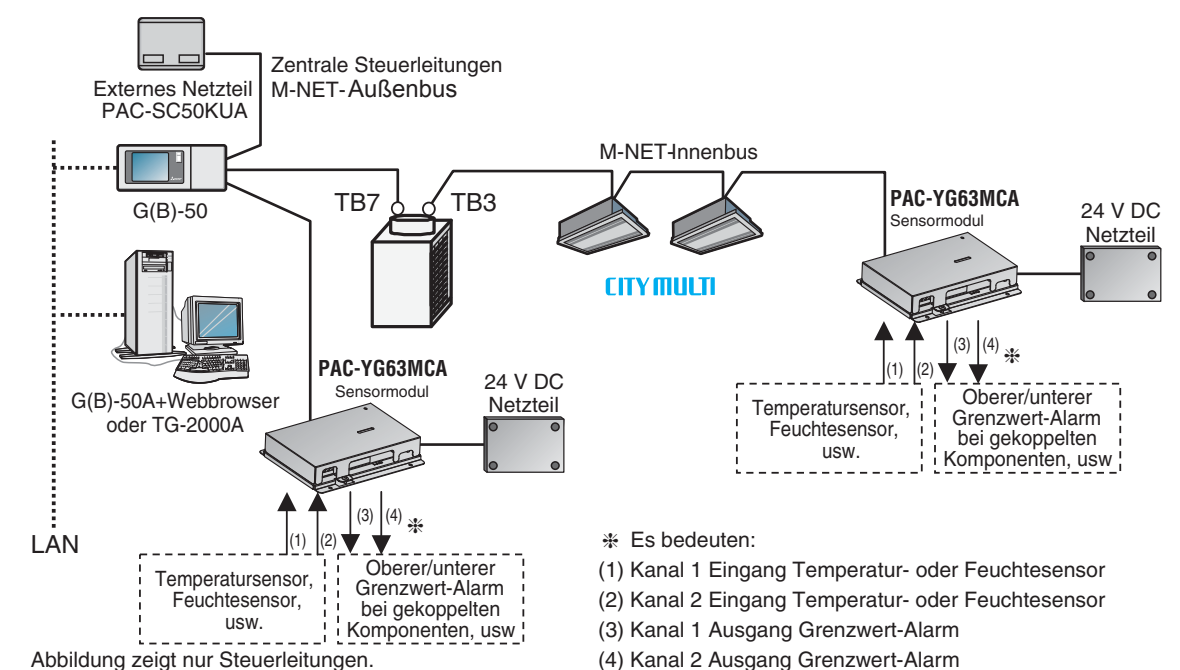 Zentrale Steuerleitungen
M-NET-Außenbus
Externes Netzteil
PAC-SC50KUA
G(B)-50
TB7
TB3
M-NET-Innenbus
CITY MULTI
PAC-YG63MCA
Sensormodul
24 V DC
Netzteil
(1)
(2)
(3)
(4)
❉
Temperatursensor,
Feuchtesensor,
usw.
Oberer/unterer
Grenzwert-Alarm
bei gekoppelten
Komponenten, usw
G(B)-50A+Webbrowser
oder TG-2000A
PAC-YG63MCA
Sensormodul
24 V DC
Netzteil
LAN
(1)
(2)
(3)
(4)
❉
Temperatursensor,
Feuchtesensor,
usw.
Oberer/unterer
Grenzwert-Alarm
bei gekoppelten
Komponenten, usw
Abbildung zeigt nur Steuerleitungen.
❉ Es bedeuten:
(1) Kanal 1 Eingang Temperatur- oder Feuchtesensor
(2) Kanal 2 Eingang Temperatur- oder Feuchtesensor
(3) Kanal 1 Ausgang Grenzwert-Alarm
(4) Kanal 2 Ausgang Grenzwert-Alarm